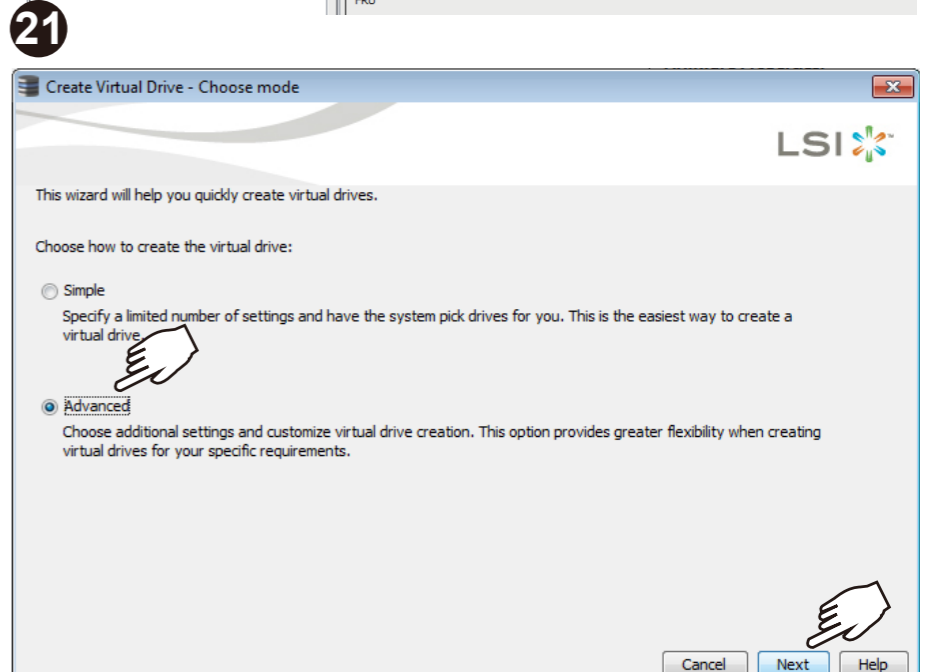 FRU
21
Create Virtual Drive - Choose mode
LSI
This wizard will help you quickly create virtual drives.
Choose how to create the virtual drive:
Simple
Specify a limited number of settings and have the system pick drives for you. This is the easiest way to create a
virtual drive.
Advanced
Choose additional settings and customize virtual drive creation. This option provides greater flexibility when creating
virtual drives for your specific requirements.
Cancel Next Help